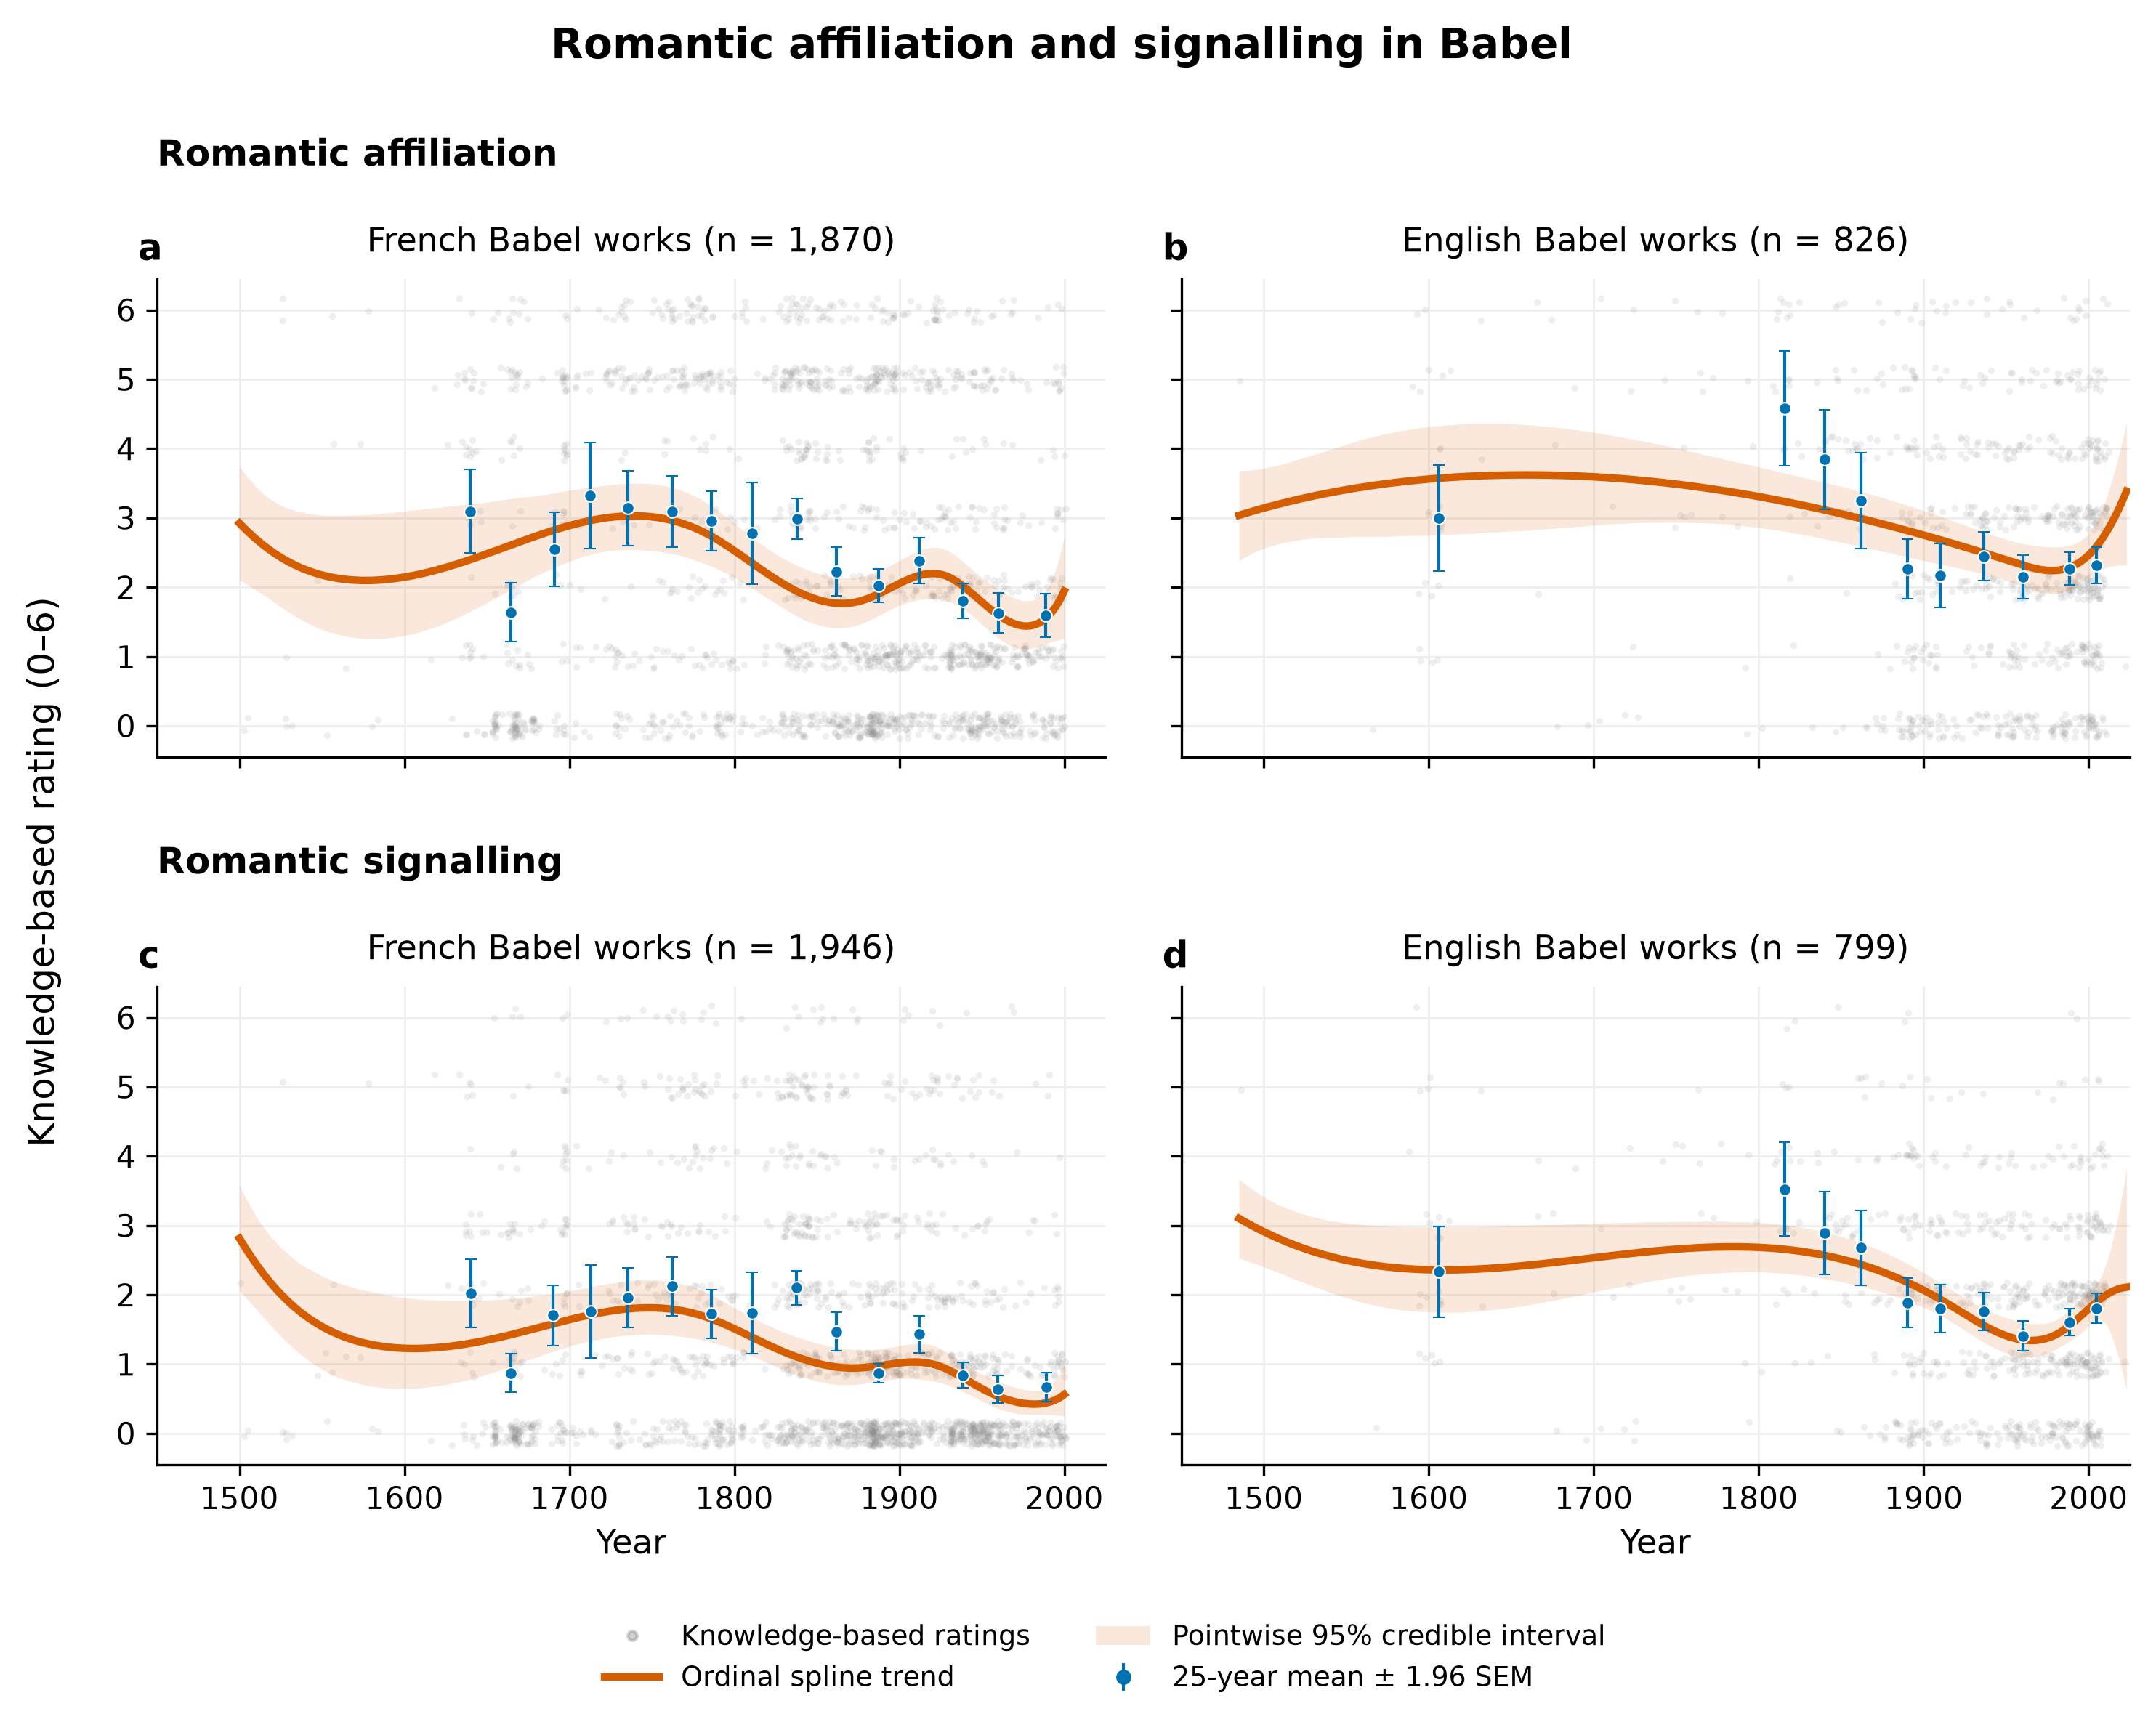 Romantic affiliation and signalling in Babel
Romantic affiliation
a
French Babel works (n = 1,870)
b
English Babel works (n = 826)
6
5
4
3
2
1
0
Knowledge-based rating (0–6)
Romantic signalling
c
French Babel works (n = 1,946)
d
English Babel works (n = 799)
6
5
4
3
2
1
0
1500 1600 1700 1800 1900 2000
1500 1600 1700 1800 1900 2000
Year
Year
Knowledge-based ratings
Ordinal spline trend
Pointwise 95% credible interval
25-year mean ± 1.96 SEM